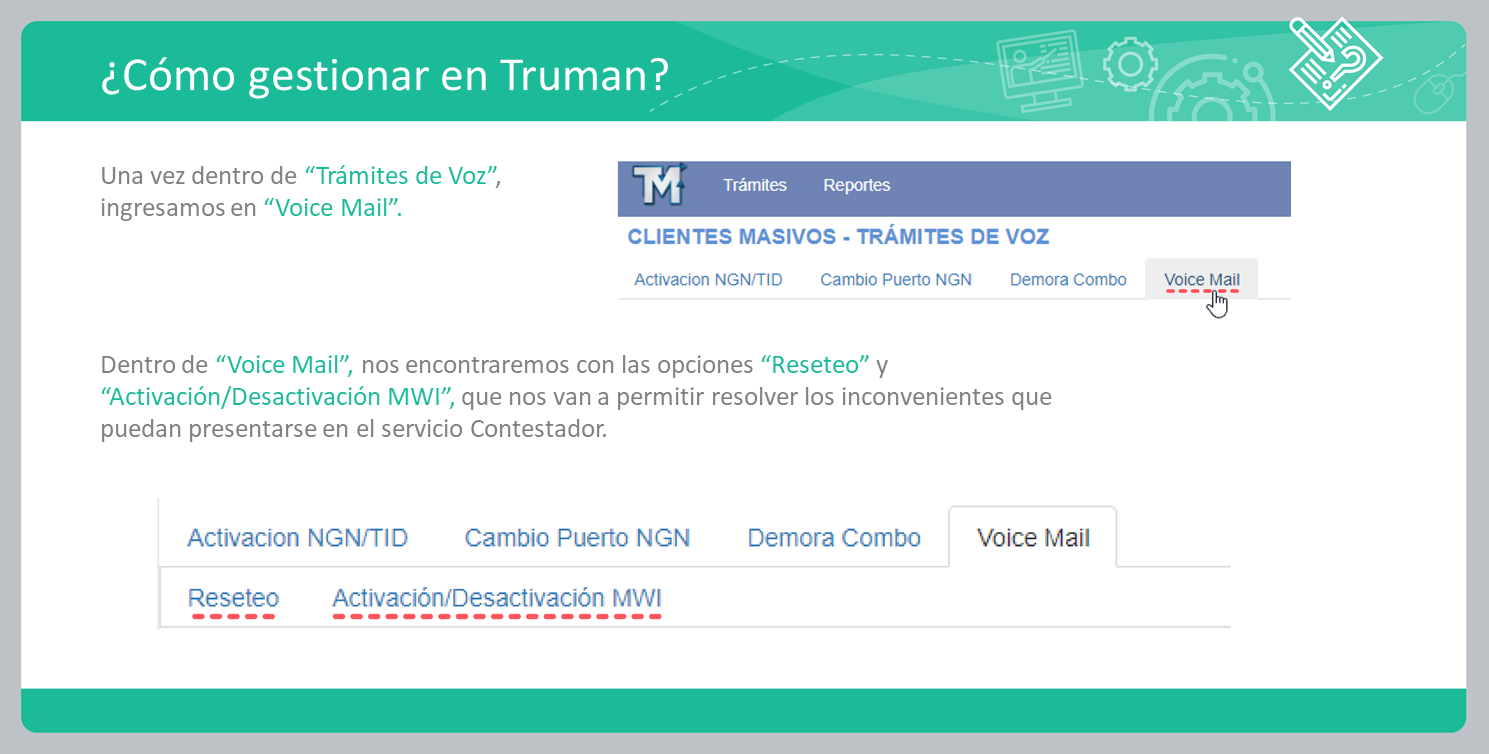 ¿Cómo gestionar en Truman?
Una vez dentro de “Trámites de Voz”,
ingresamos en “Voice Mail”.
TM Trámites Reportes
CLIENTES MASIVOS - TRÁMITES DE VOZ
Activacion NGN/TID Cambio Puerto NGN Demora Combo Voice Mail
Dentro de “Voice Mail”, nos encontraremos con las opciones “Reseteo” y
“Activación/Desactivación MWI”, que nos van a permitir resolver los inconvenientes que
puedan presentarse en el servicio Contestador.
Activacion NGN/TID Cambio Puerto NGN Demora Combo Voice Mail
Reseteo Activación/Desactivación MWI